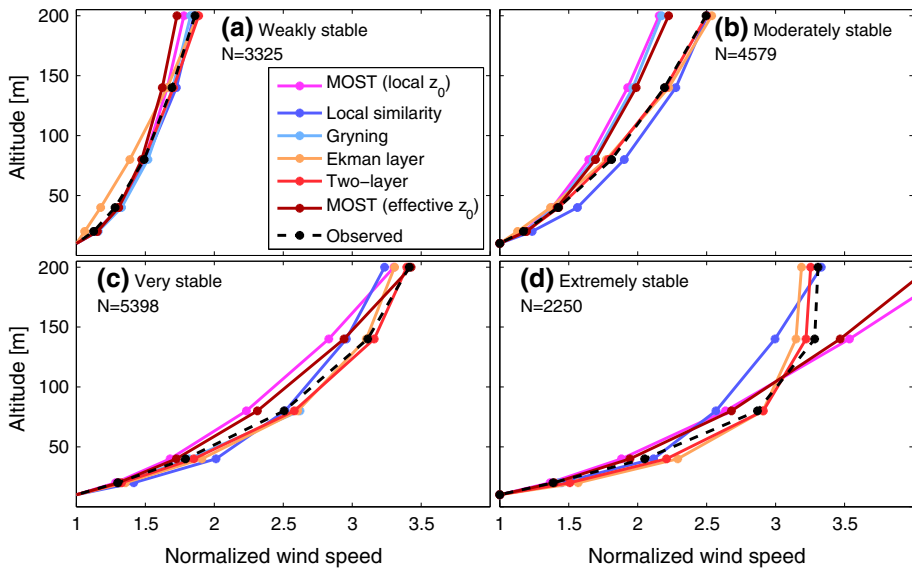 (a) Weakly stable
N=3325
(b) Moderately stable
N=4579
MOST (local z0)
Local similarity
Gryning
Ekman layer
Two−layer
MOST (effective z0)
Observed
Altitude [m]
200
150
100
50
(c) Very stable
N=5398
(d) Extremely stable
N=2250
Altitude [m]
200
150
100
50
1 1.5 2 2.5 3 3.5
1 1.5 2 2.5 3 3.5
Normalized wind speed
Normalized wind speed